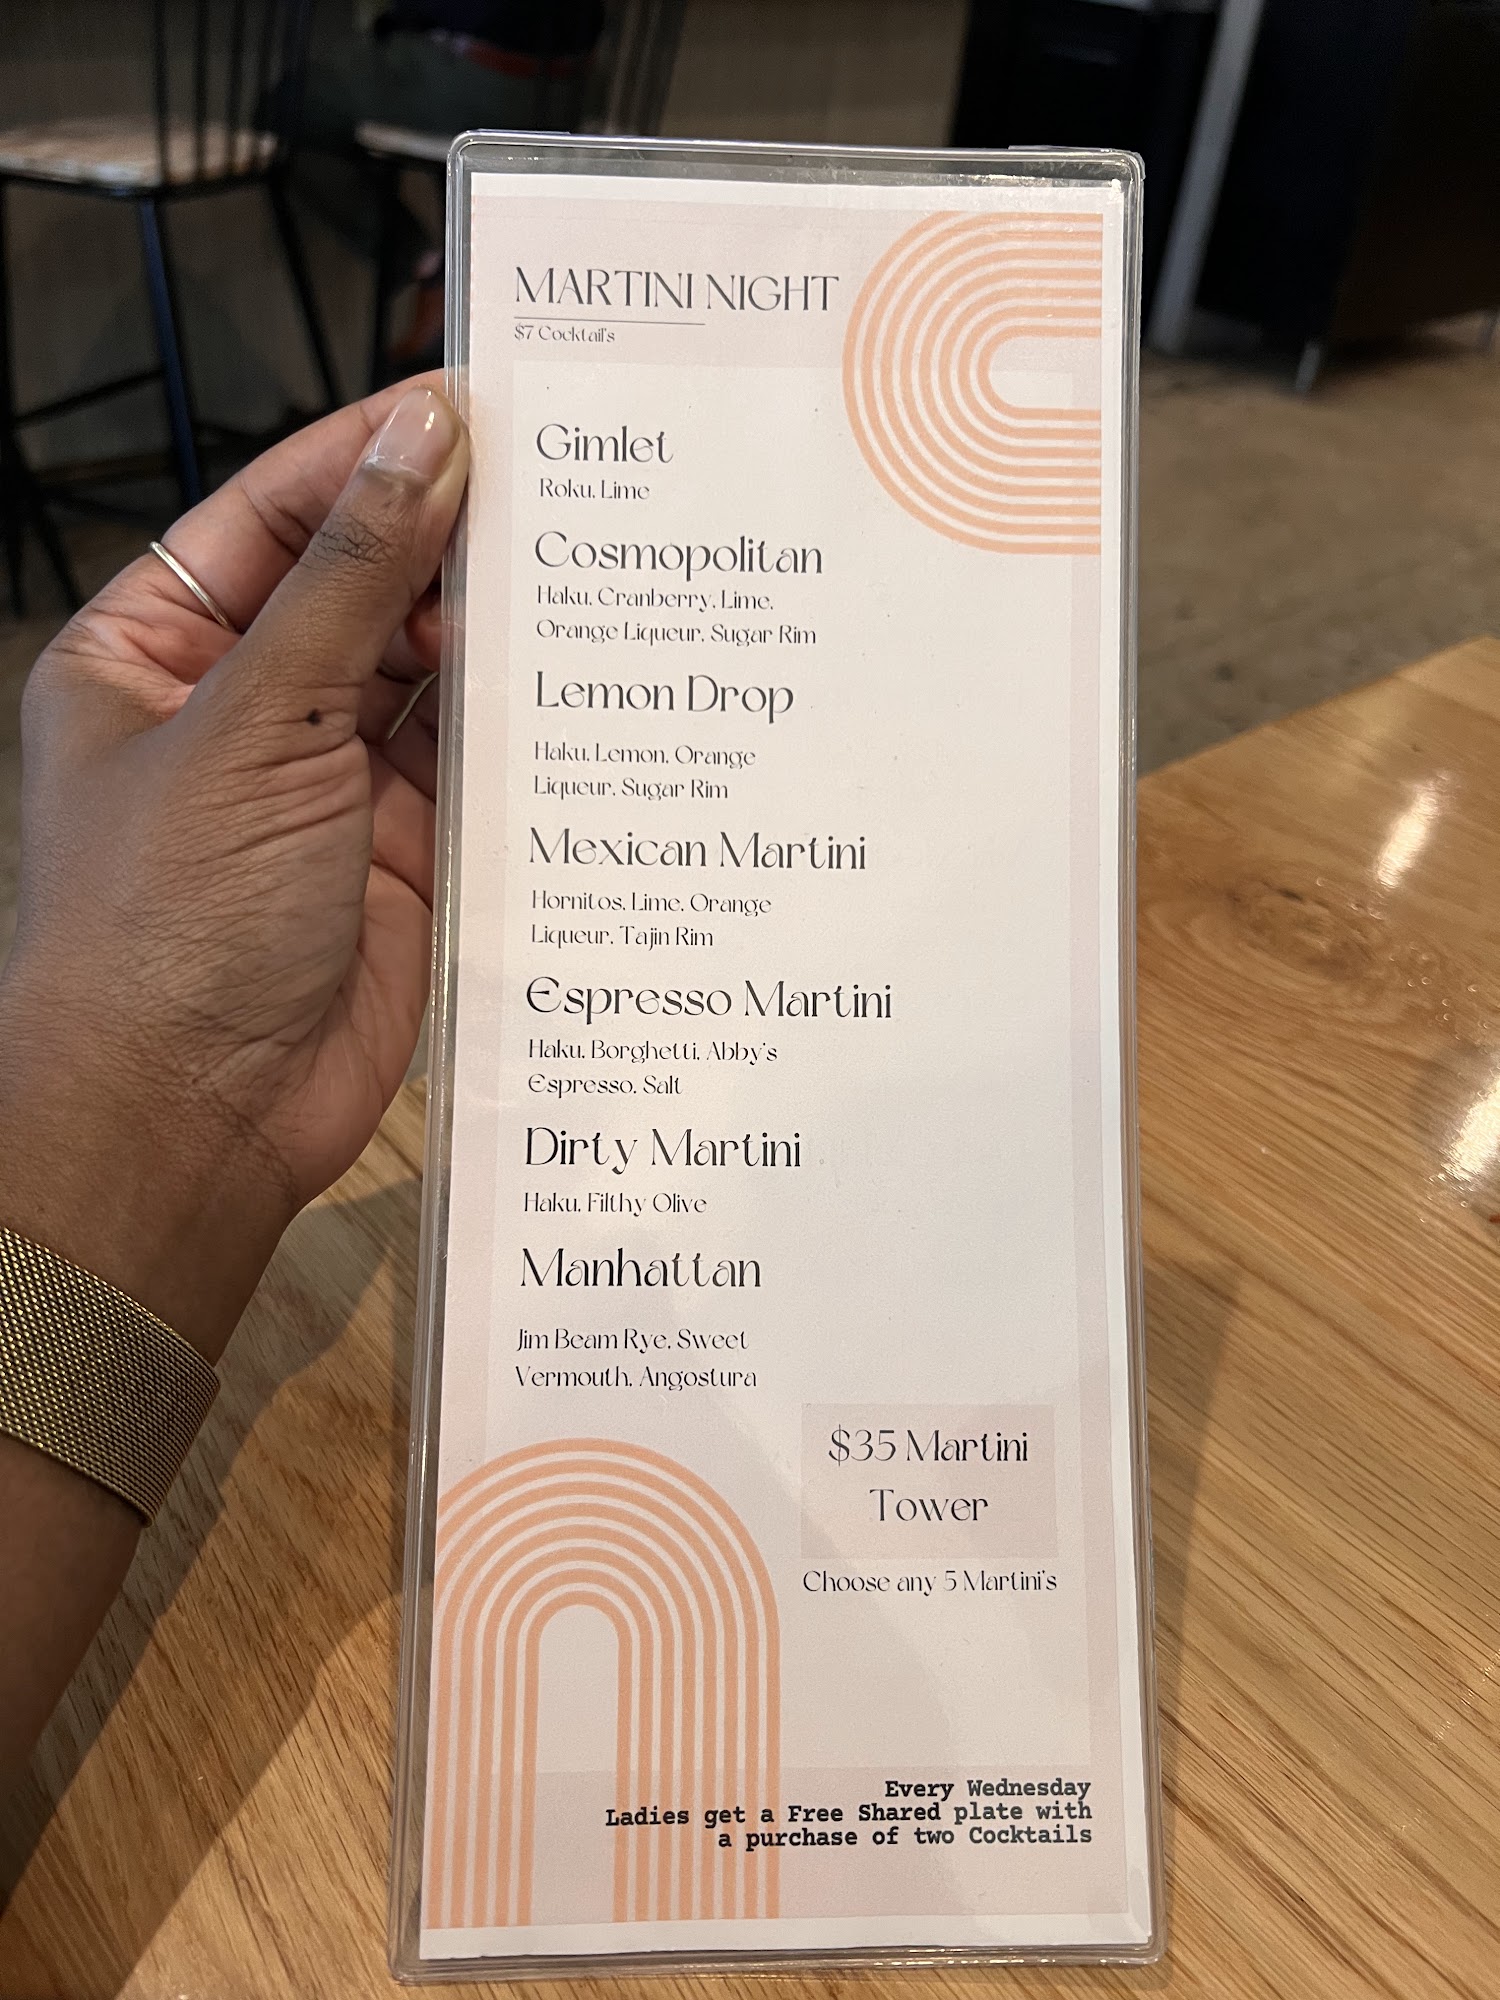 MARTINI NIGHT
$7 Cocktail's
Gimlet
Roku, Lime
Cosmopolitan
Haku, Cranberry, Lime,
Orange Liqueur, Sugar Rim
Lemon Drop
Haku, Lemon, Orange
Liqueur, Sugar Rim
Mexican Martini
Hornitos, Lime, Orange
Liqueur, Tajin Rim
Espresso Martini
Haku, Borghetti, Abby's
Espresso, Salt
Dirty Martini
Haku, Filthy Olive
Manhattan
Jim Beam Rye, Sweet
Vermouth, Angostura
$35 Martini
Tower
Choose any 5 Martini's
Every Wednesday
Ladies get a Free Shared plate with
a purchase of two Cocktails